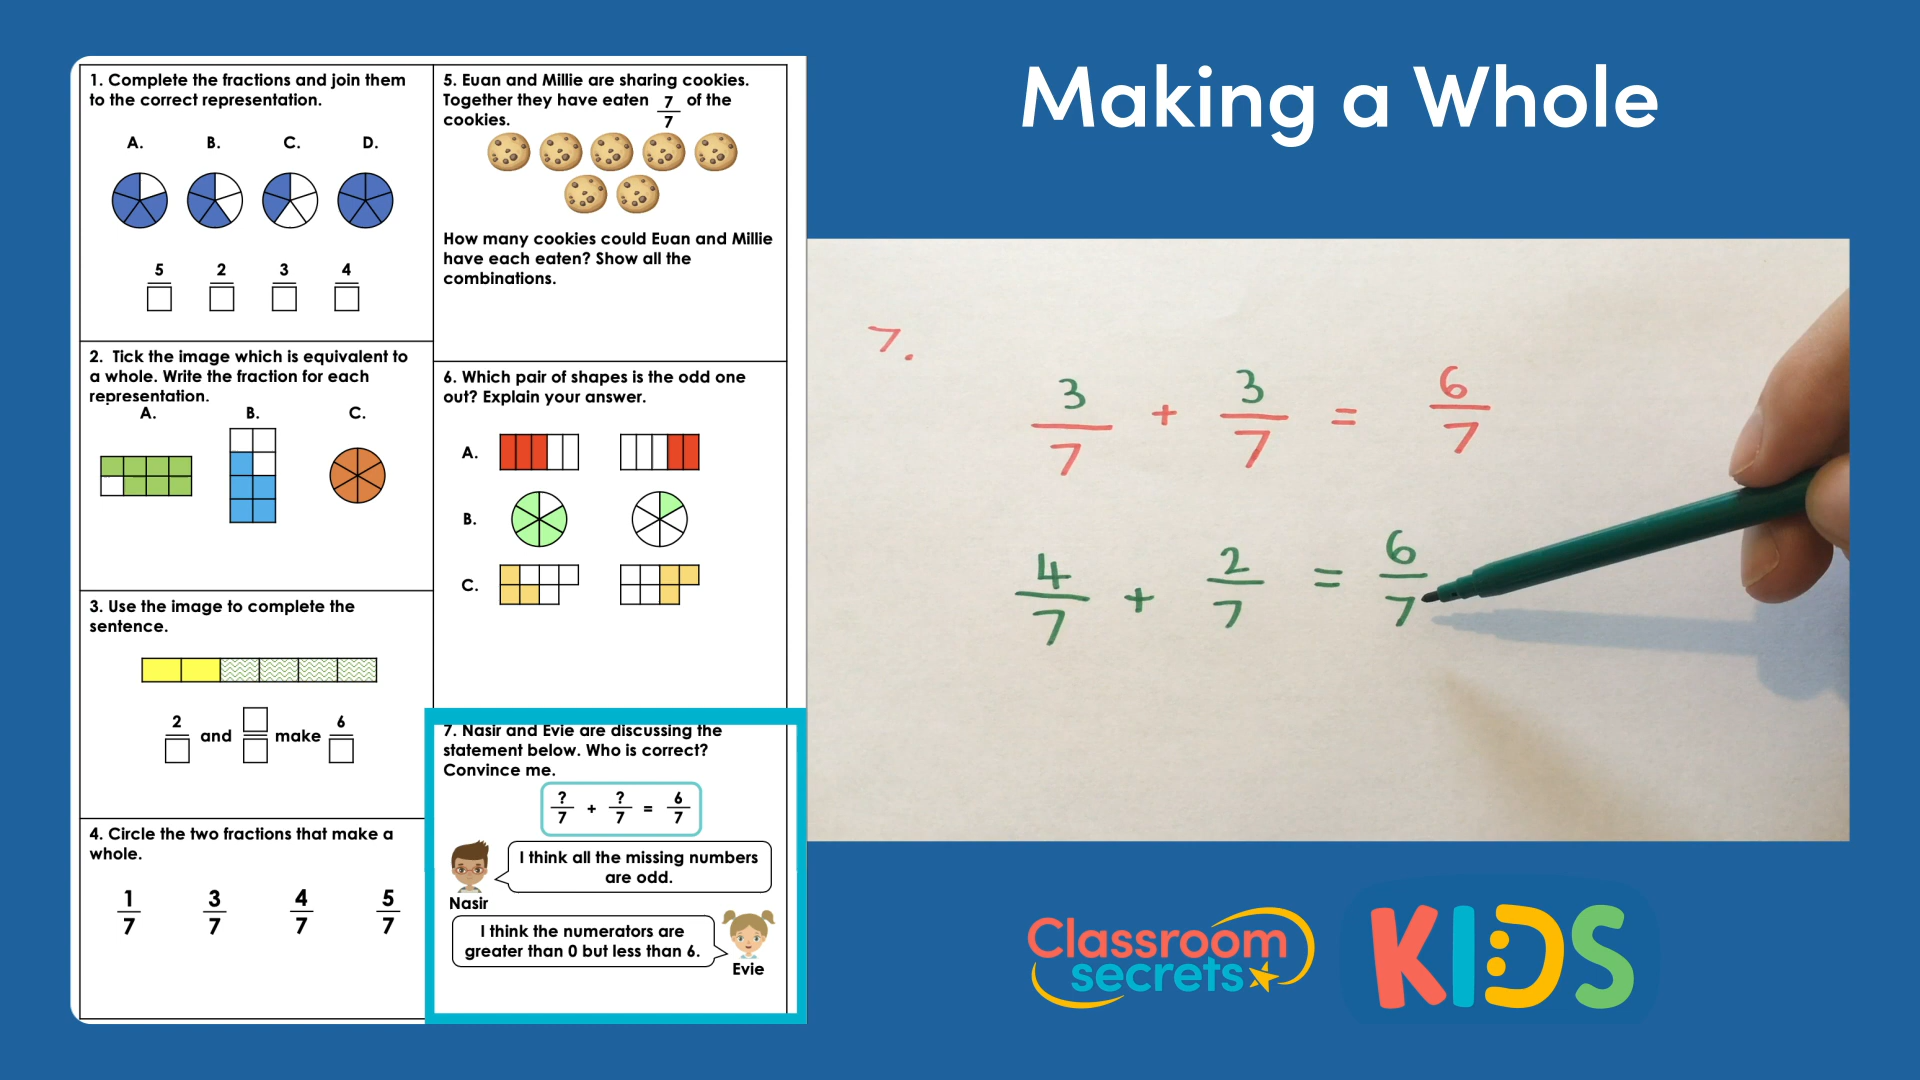 Making a Whole
1. Complete the fractions and join them
to the correct representation.
A. B. C. D.
5 2 3 4
2. Tick the image which is equivalent to
a whole. Write the fraction for each
representation.
A. B. C.
3. Use the image to complete the
sentence.
2 6
and make
4. Circle the two fractions that make a
whole.
1 3 4 5
7 7 7 7
5. Euan and Millie are sharing cookies.
Together they have eaten 7/7 of the
cookies.
How many cookies could Euan and Millie
have each eaten? Show all the
combinations.
6. Which pair of shapes is the odd one
out? Explain your answer.
A.
B.
C.
7. Nasir and Evie are discussing the
statement below. Who is correct?
Convince me.
?/7 + ?/7 = 6/7
I think all the missing numbers
are odd.
Nasir
I think the numerators are
greater than 0 but less than 6.
Evie
7.
3/7 + 3/7 = 6/7
4/7 + 2/7 = 6/7
Classroom
secrets
KIDS